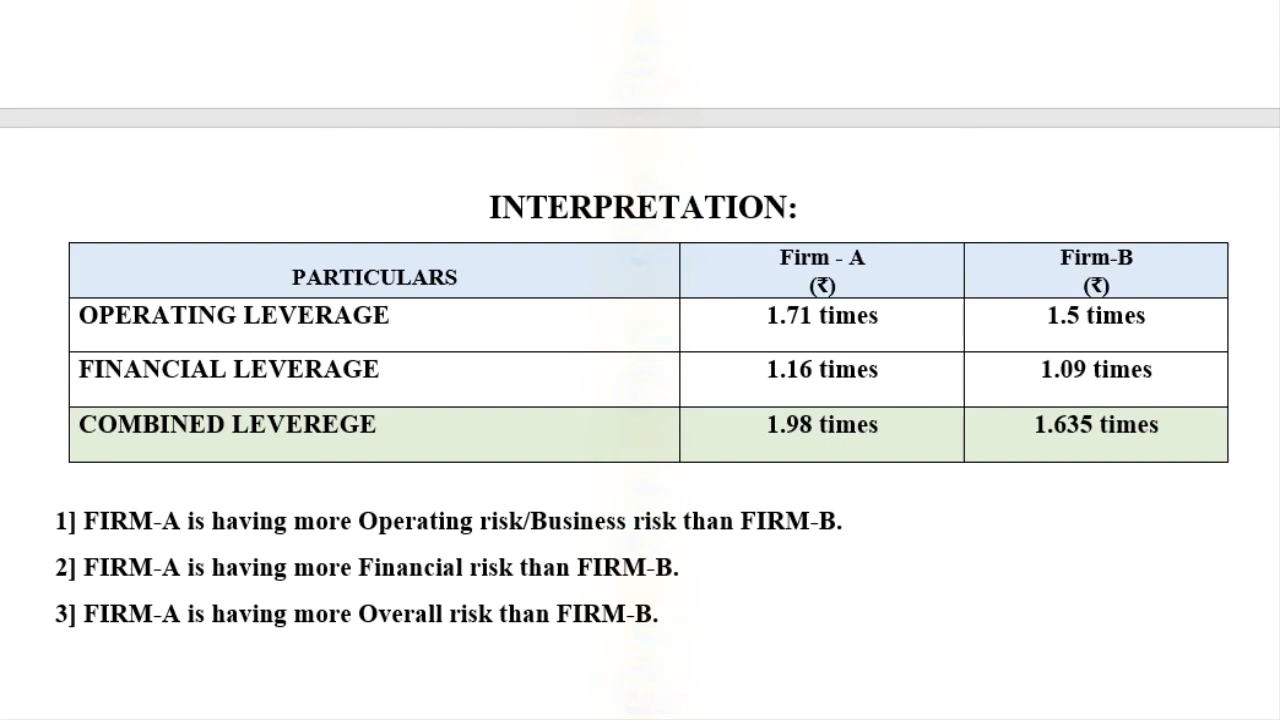 INTERPRETATION:
PARTICULARS
Firm - A
(₹)
Firm-B
(₹)
OPERATING LEVERAGE
1.71 times
1.5 times
FINANCIAL LEVERAGE
1.16 times
1.09 times
COMBINED LEVEREGE
1.98 times
1.635 times
1] FIRM-A is having more Operating risk/Business risk than FIRM-B.
2] FIRM-A is having more Financial risk than FIRM-B.
3] FIRM-A is having more Overall risk than FIRM-B.